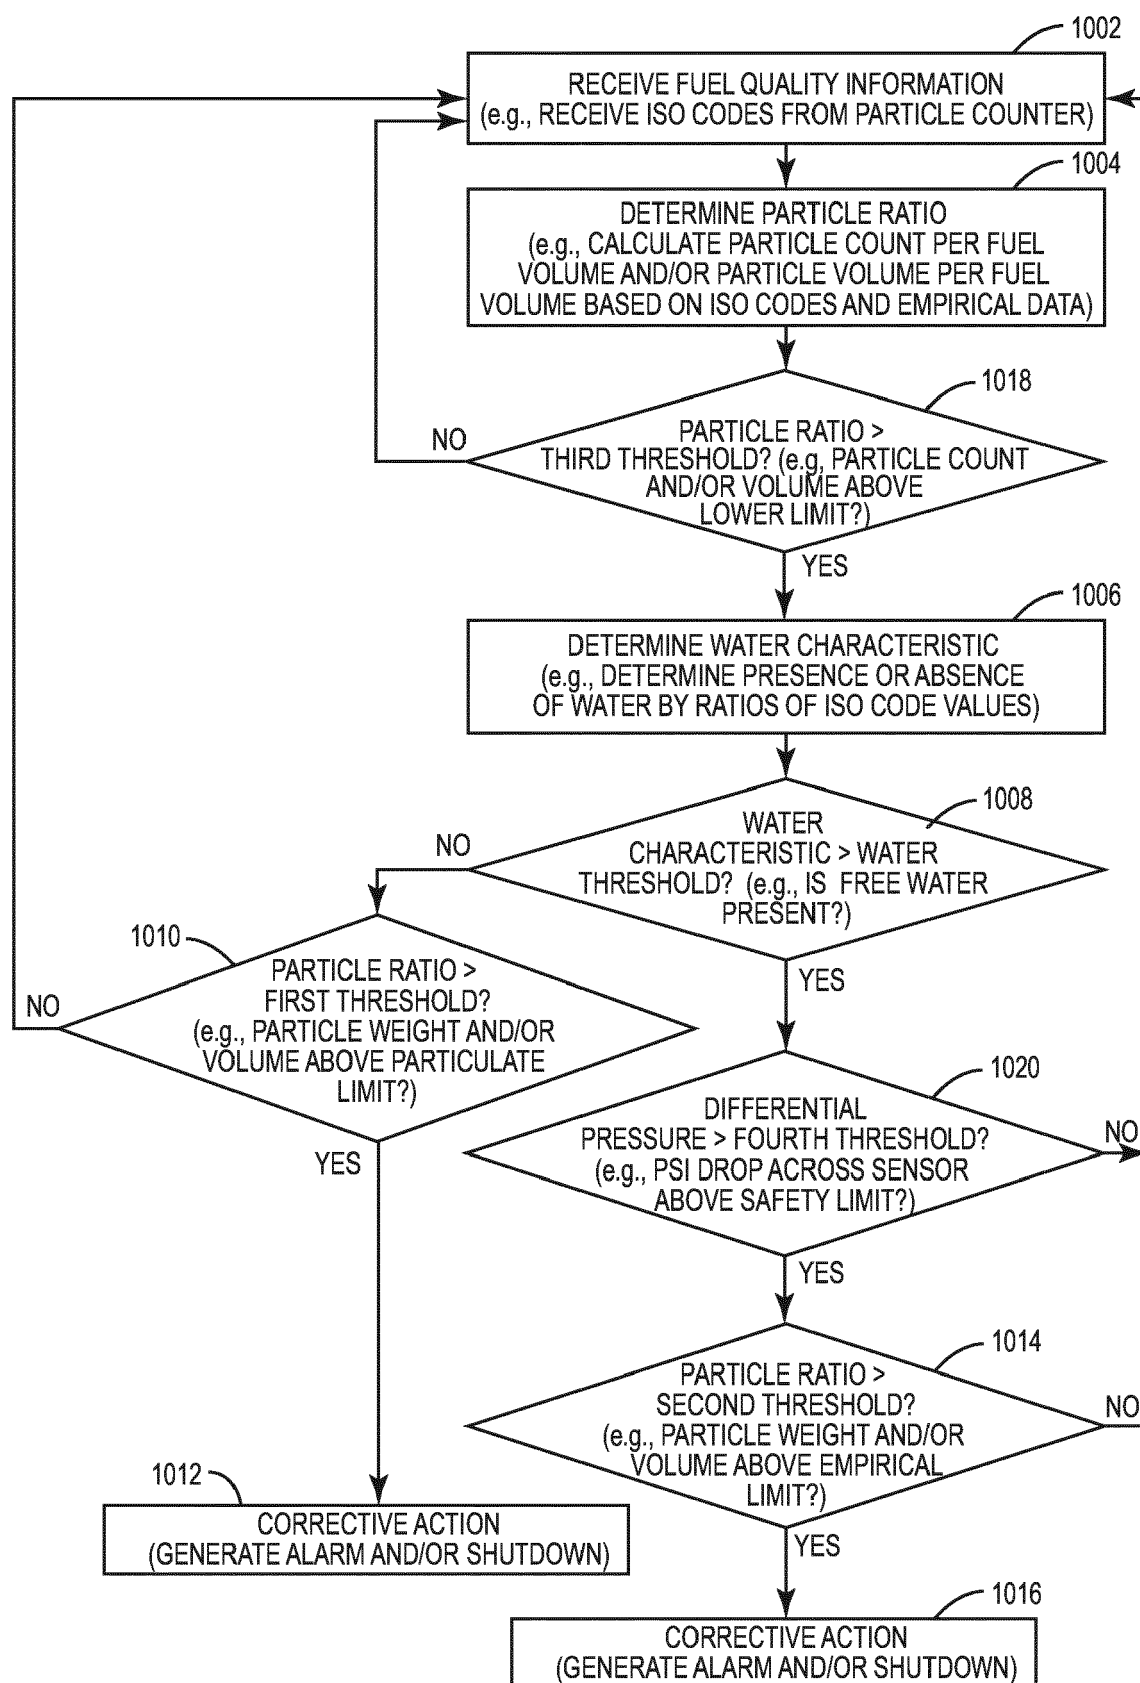 1002
RECEIVE FUEL QUALITY INFORMATION
(e.g., RECEIVE ISO CODES FROM PARTICLE COUNTER)
1004
DETERMINE PARTICLE RATIO
(e.g., CALCULATE PARTICLE COUNT PER FUEL
VOLUME AND/OR PARTICLE VOLUME PER FUEL
VOLUME BASED ON ISO CODES AND EMPIRICAL DATA)
1018
NO
PARTICLE RATIO >
THIRD THRESHOLD? (e.g, PARTICLE COUNT
AND/OR VOLUME ABOVE
LOWER LIMIT?)
YES
1006
DETERMINE WATER CHARACTERISTIC
(e.g., DETERMINE PRESENCE OR ABSENCE
OF WATER BY RATIOS OF ISO CODE VALUES)
1008
NO
WATER
CHARACTERISTIC > WATER
THRESHOLD? (e.g., IS FREE WATER
PRESENT?)
YES
1010
NO
PARTICLE RATIO >
FIRST THRESHOLD?
(e.g., PARTICLE WEIGHT AND/OR
VOLUME ABOVE PARTICULATE
LIMIT?)
YES
1020
DIFFERENTIAL
PRESSURE > FOURTH THRESHOLD?
(e.g., PSI DROP ACROSS SENSOR
ABOVE SAFETY LIMIT?)
NO
YES
1014
PARTICLE RATIO >
SECOND THRESHOLD?
(e.g., PARTICLE WEIGHT AND/OR
VOLUME ABOVE EMPIRICAL
LIMIT?)
NO
YES
1012
CORRECTIVE ACTION
(GENERATE ALARM AND/OR SHUTDOWN)
1016
CORRECTIVE ACTION
(GENERATE ALARM AND/OR SHUTDOWN)